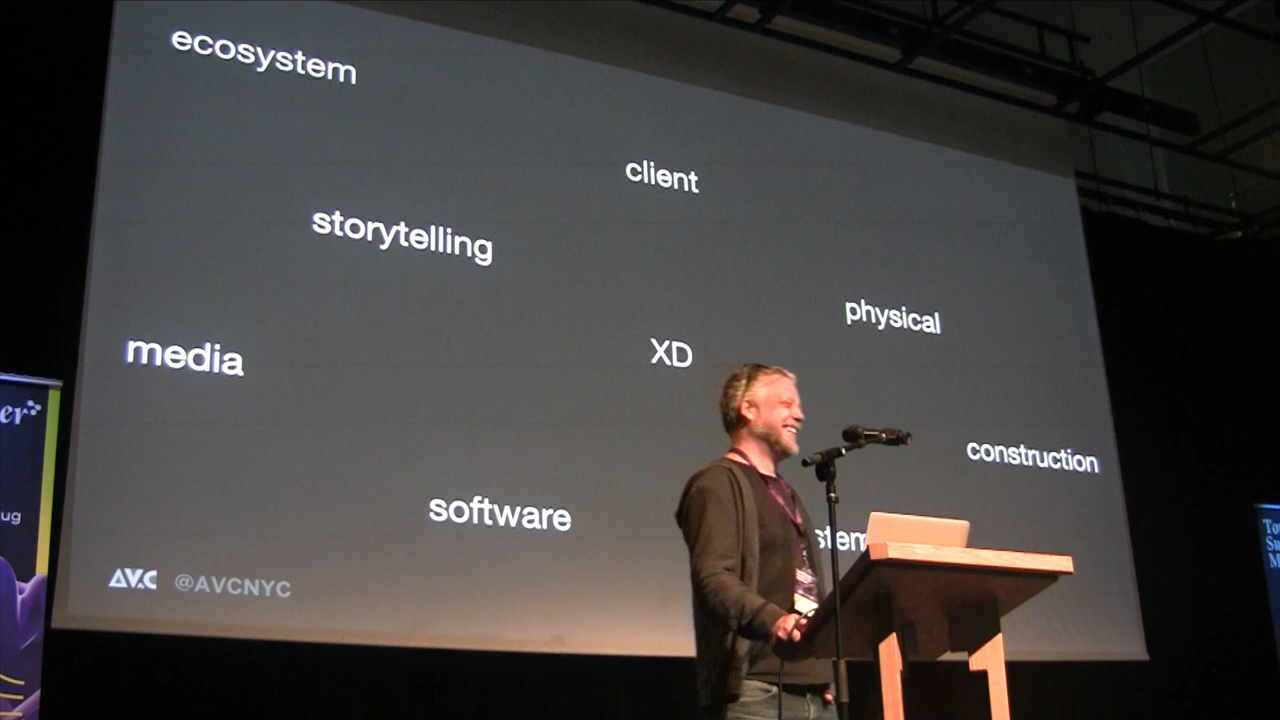 ecosystem
client
storytelling
physical
media
XD
construction
software
AV.C @AVCNYC